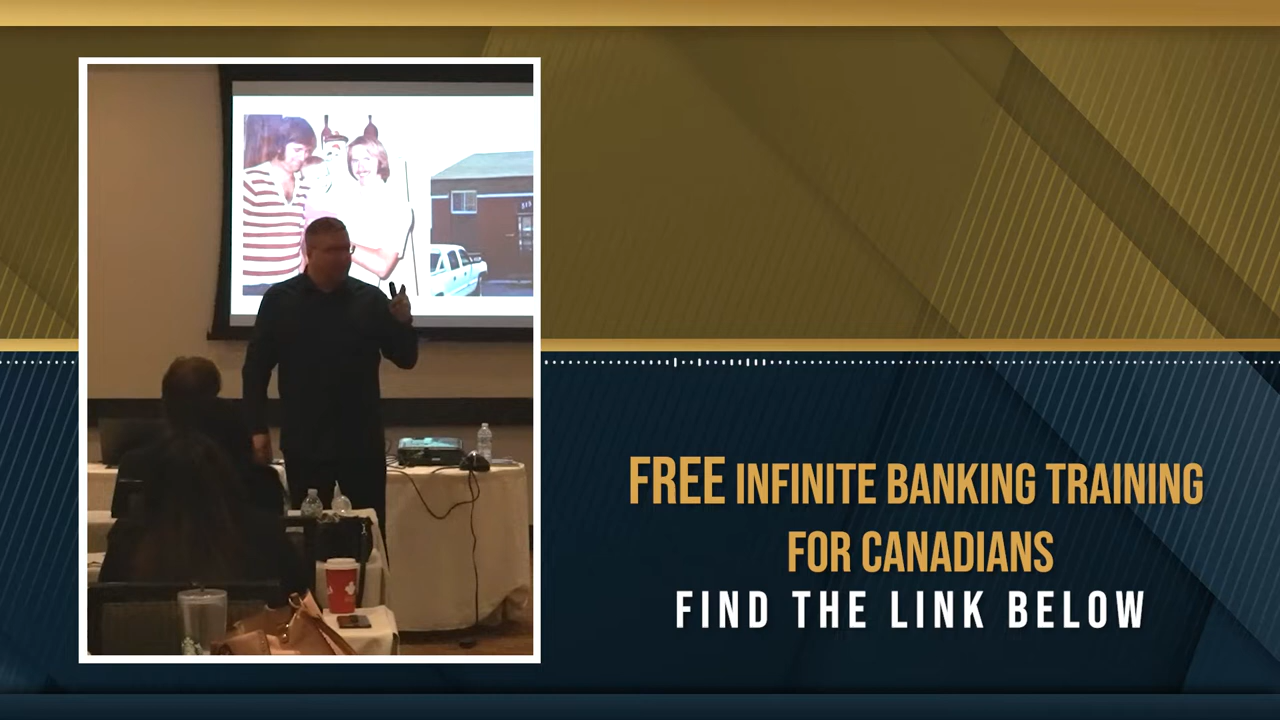 FREE INFINITE BANKING TRAINING
FOR CANADIANS
FIND THE LINK BELOW